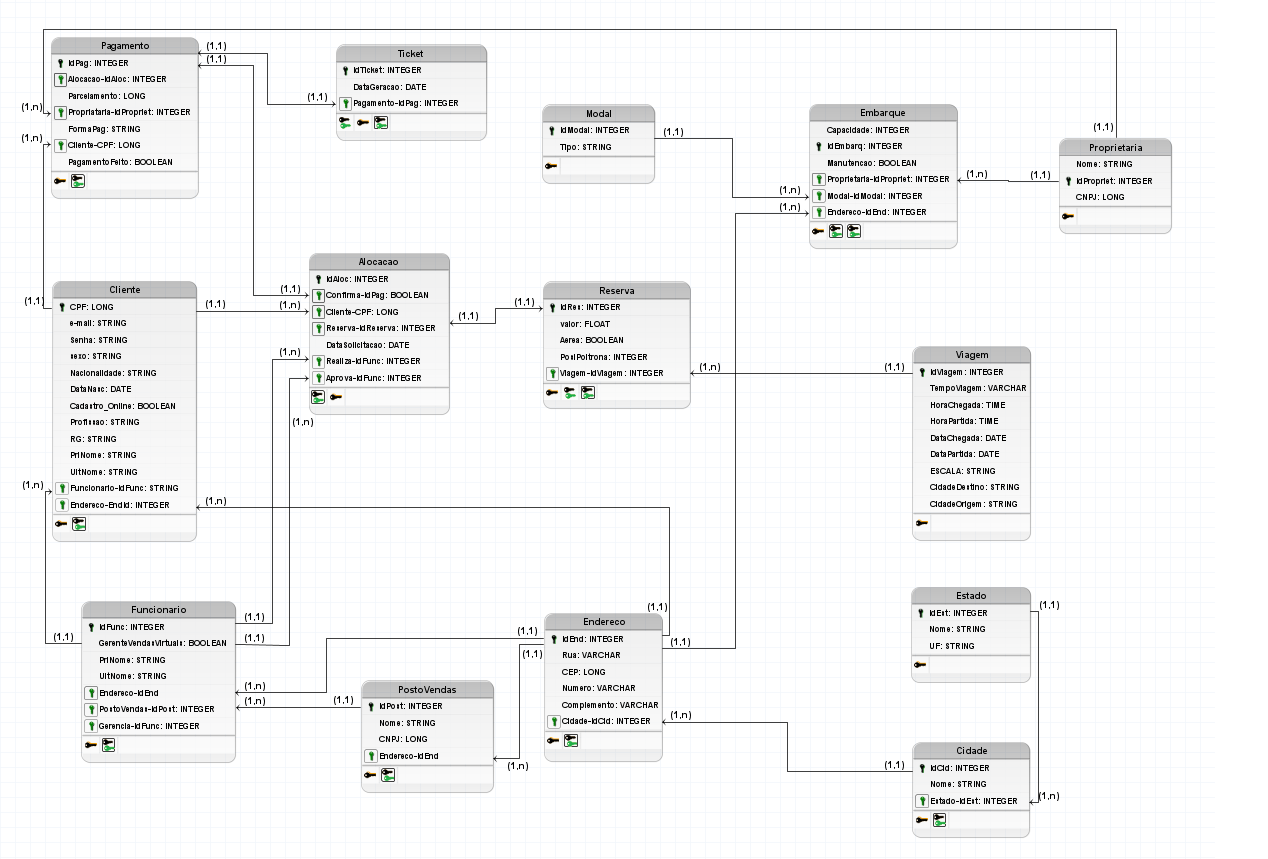 Pagamento
IdPag: INTEGER
Alocacao-IdAloc: INTEGER
Parcelamento: LONG
Proprietaria-IdPropriet: INTEGER
FormaPag: STRING
Cliente-CPF: LONG
PagamentoFeito: BOOLEAN
(1,1)
(1,1)
(1,n)
(1,n)
Ticket
IdTicket: INTEGER
DataGeracao: DATE
Pagamento-IdPag: INTEGER
(1,1)
Modal
IdModal: INTEGER
Tipo: STRING
(1,1)
Embarque
Capacidade: INTEGER
IdEmbarq: INTEGER
Manutencao: BOOLEAN
Proprietaria-IdPropriet: INTEGER
Modal-IdModal: INTEGER
Endereco-IdEnd: INTEGER
(1,n)
(1,n)
(1,n)
(1,1)
(1,1)
Proprietaria
Nome: STRING
IdPropriet: INTEGER
CNPJ: LONG
Cliente
CPF: LONG
e-mail: STRING
Senha: STRING
sexo: STRING
Nacionalidade: STRING
DataNasc: DATE
Cadastro_Online: BOOLEAN
Profissao: STRING
RG: STRING
PriNome: STRING
UltNome: STRING
Funcionario-IdFunc: STRING
Endereco-EndId: INTEGER
(1,1)
(1,1)
(1,n)
(1,n)
Alocacao
IdAloc: INTEGER
Confirma-IdPag: BOOLEAN
Cliente-CPF: LONG
Reserva-IdReserva: INTEGER
DataSolicitacao: DATE
Realiza-IdFunc: INTEGER
Aprova-IdFunc: INTEGER
(1,1)
(1,n)
(1,n)
(1,n)
(1,1)
Reserva
IdRes: INTEGER
valor: FLOAT
Aerea: BOOLEAN
PosiPoltrona: INTEGER
Viagem-IdViagem: INTEGER
(1,1)
(1,n)
(1,1)
Viagem
IdViagem: INTEGER
TempoViagem: VARCHAR
HoraChegada: TIME
HoraPartida: TIME
DataChegada: DATE
DataPartida: DATE
ESCALA: STRING
CidadeDestino: STRING
CidadeOrigem: STRING
Funcionario
IdFunc: INTEGER
GerenteVendasVirtuais: BOOLEAN
PriNome: STRING
UltNome: STRING
Endereco-IdEnd
PostoVendas-IdPost: INTEGER
Gerencia-IdFunc: INTEGER
(1,1)
(1,1)
(1,1)
(1,n)
(1,n)
PostoVendas
IdPost: INTEGER
Nome: STRING
CNPJ: LONG
Endereco-IdEnd
(1,1)
(1,n)
Endereco
IdEnd: INTEGER
Rua: VARCHAR
CEP: LONG
Numero: VARCHAR
Complemento: VARCHAR
Cidade-IdCid: INTEGER
(1,1)
(1,1)
(1,1)
(1,1)
(1,n)
Estado
IdEst: INTEGER
Nome: STRING
UF: STRING
(1,1)
Cidade
IdCid: INTEGER
Nome: STRING
Estado-IdEst: INTEGER
(1,1)
(1,n)